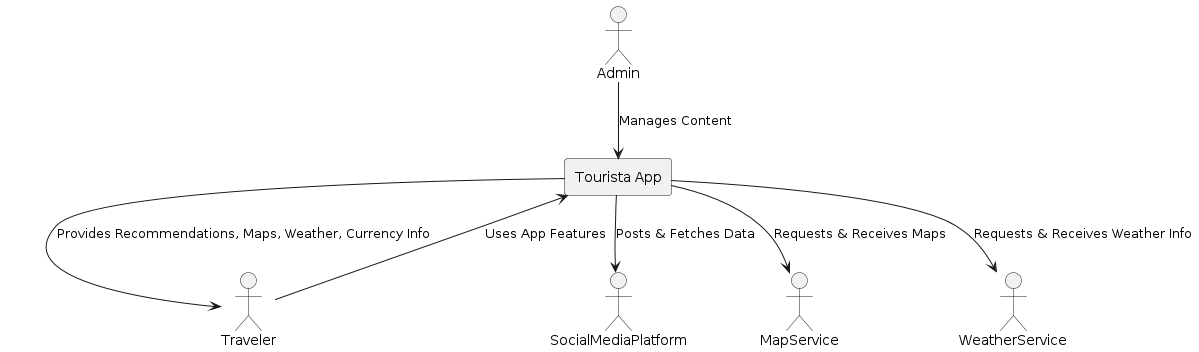 Admin
Manages Content
Tourista App
Provides Recommendations, Maps, Weather, Currency Info
Uses App Features
Posts & Fetches Data
Requests & Receives Maps
Requests & Receives Weather Info
Traveler
SocialMediaPlatform
MapService
WeatherService